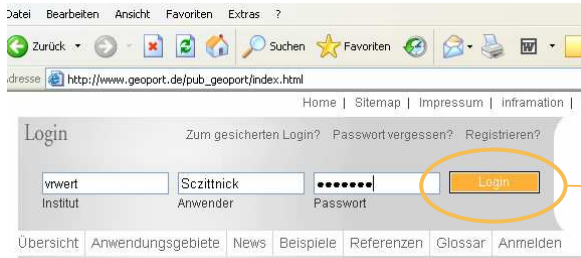 Datei Bearbeiten Ansicht Favoriten Extras ?
Zurück Suchen Favoriten
Adresse http://www.geoport.de/pub_geoport/index.html
Home | Sitemap | Impressum | inframation |
Login Zum gesicherten Login? Passwort vergessen? Registrieren?
vrwert Sczittnick ●●●●●●● Login
Institut Anwender Passwort
Übersicht Anwendungsgebiete News Beispiele Referenzen Glossar Anmelden